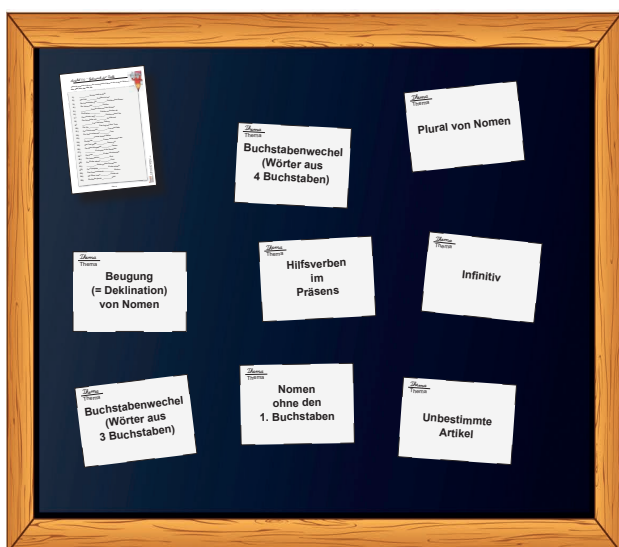 Thema
Thema
Buchstabenwechel
(Wörter aus
4 Buchstaben)
Thema
Thema
Plural von Nomen
Thema
Thema
Beugung
(= Deklination)
von Nomen
Thema
Thema
Hilfsverben
im
Präsens
Thema
Thema
Infinitiv
Thema
Thema
Buchstabenwechel
(Wörter aus
3 Buchstaben)
Thema
Thema
Nomen
ohne den
1. Buchstaben
Thema
Thema
Unbestimmte
Artikel